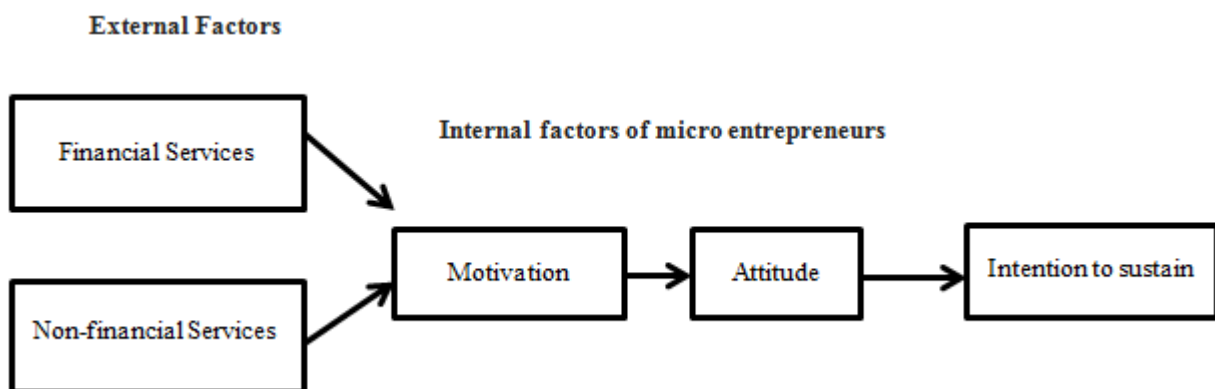 External Factors
Financial Services
Internal factors of micro entrepreneurs
Motivation
Attitude
Intention to sustain
Non-financial Services